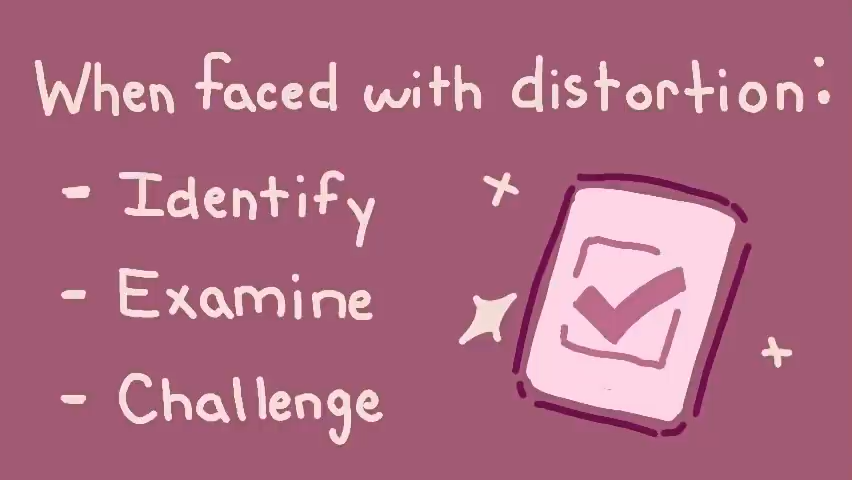 When faced with distortion:
- Identify
- Examine
- Challenge